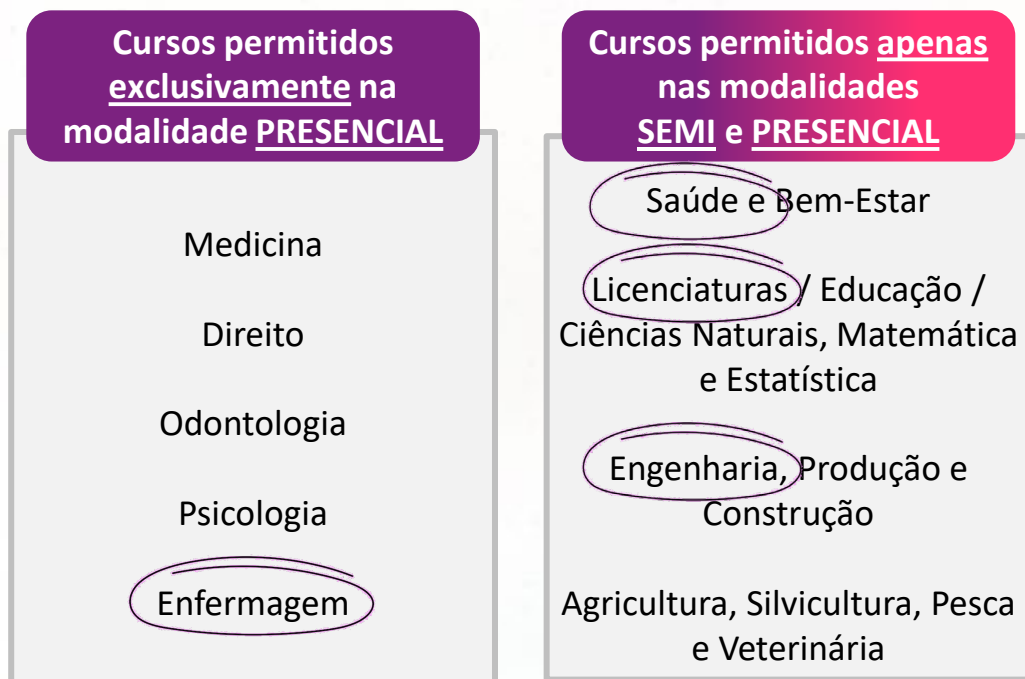 Cursos permitidos
exclusivamente na
modalidade PRESENCIAL
Medicina
Direito
Odontologia
Psicologia
Enfermagem
Cursos permitidos apenas
nas modalidades
SEMI e PRESENCIAL
Saúde e Bem-Estar
Licenciaturas / Educação /
Ciências Naturais, Matemática
e Estatística
Engenharia, Produção e
Construção
Agricultura, Silvicultura, Pesca
e Veterinária